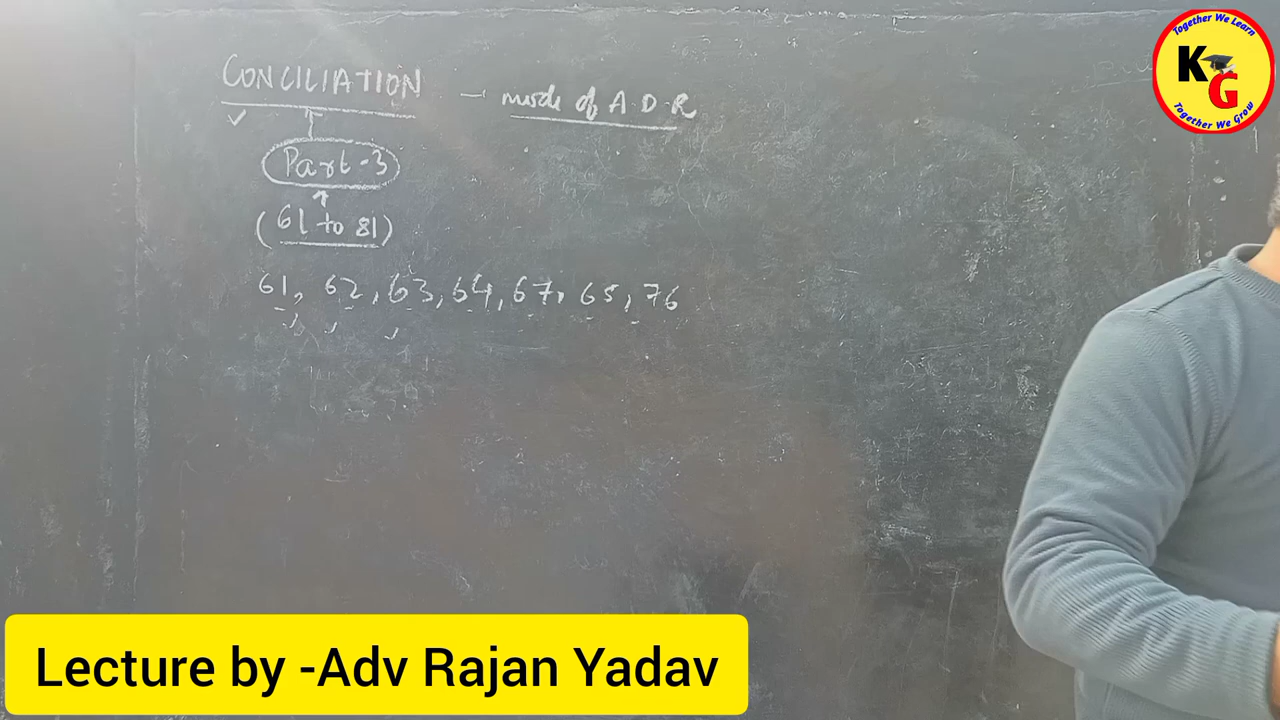 Together We Learn
KG
Together We Grow
CONCILIATION - mode of A D R
Part-3
(61 to 81)
61, 62, 63, 64, 67, 65, 76
Lecture by -Adv Rajan Yadav